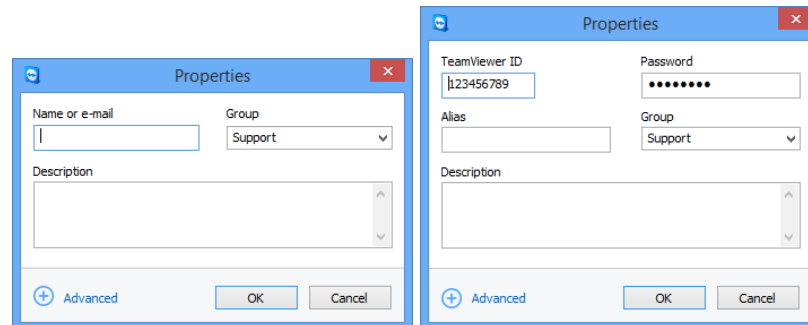 Properties
Name or e-mail Group
Support
Description
Advanced OK Cancel
Properties
TeamViewer ID Password
123456789 ••••••••
Alias Group
Support
Description
Advanced OK Cancel